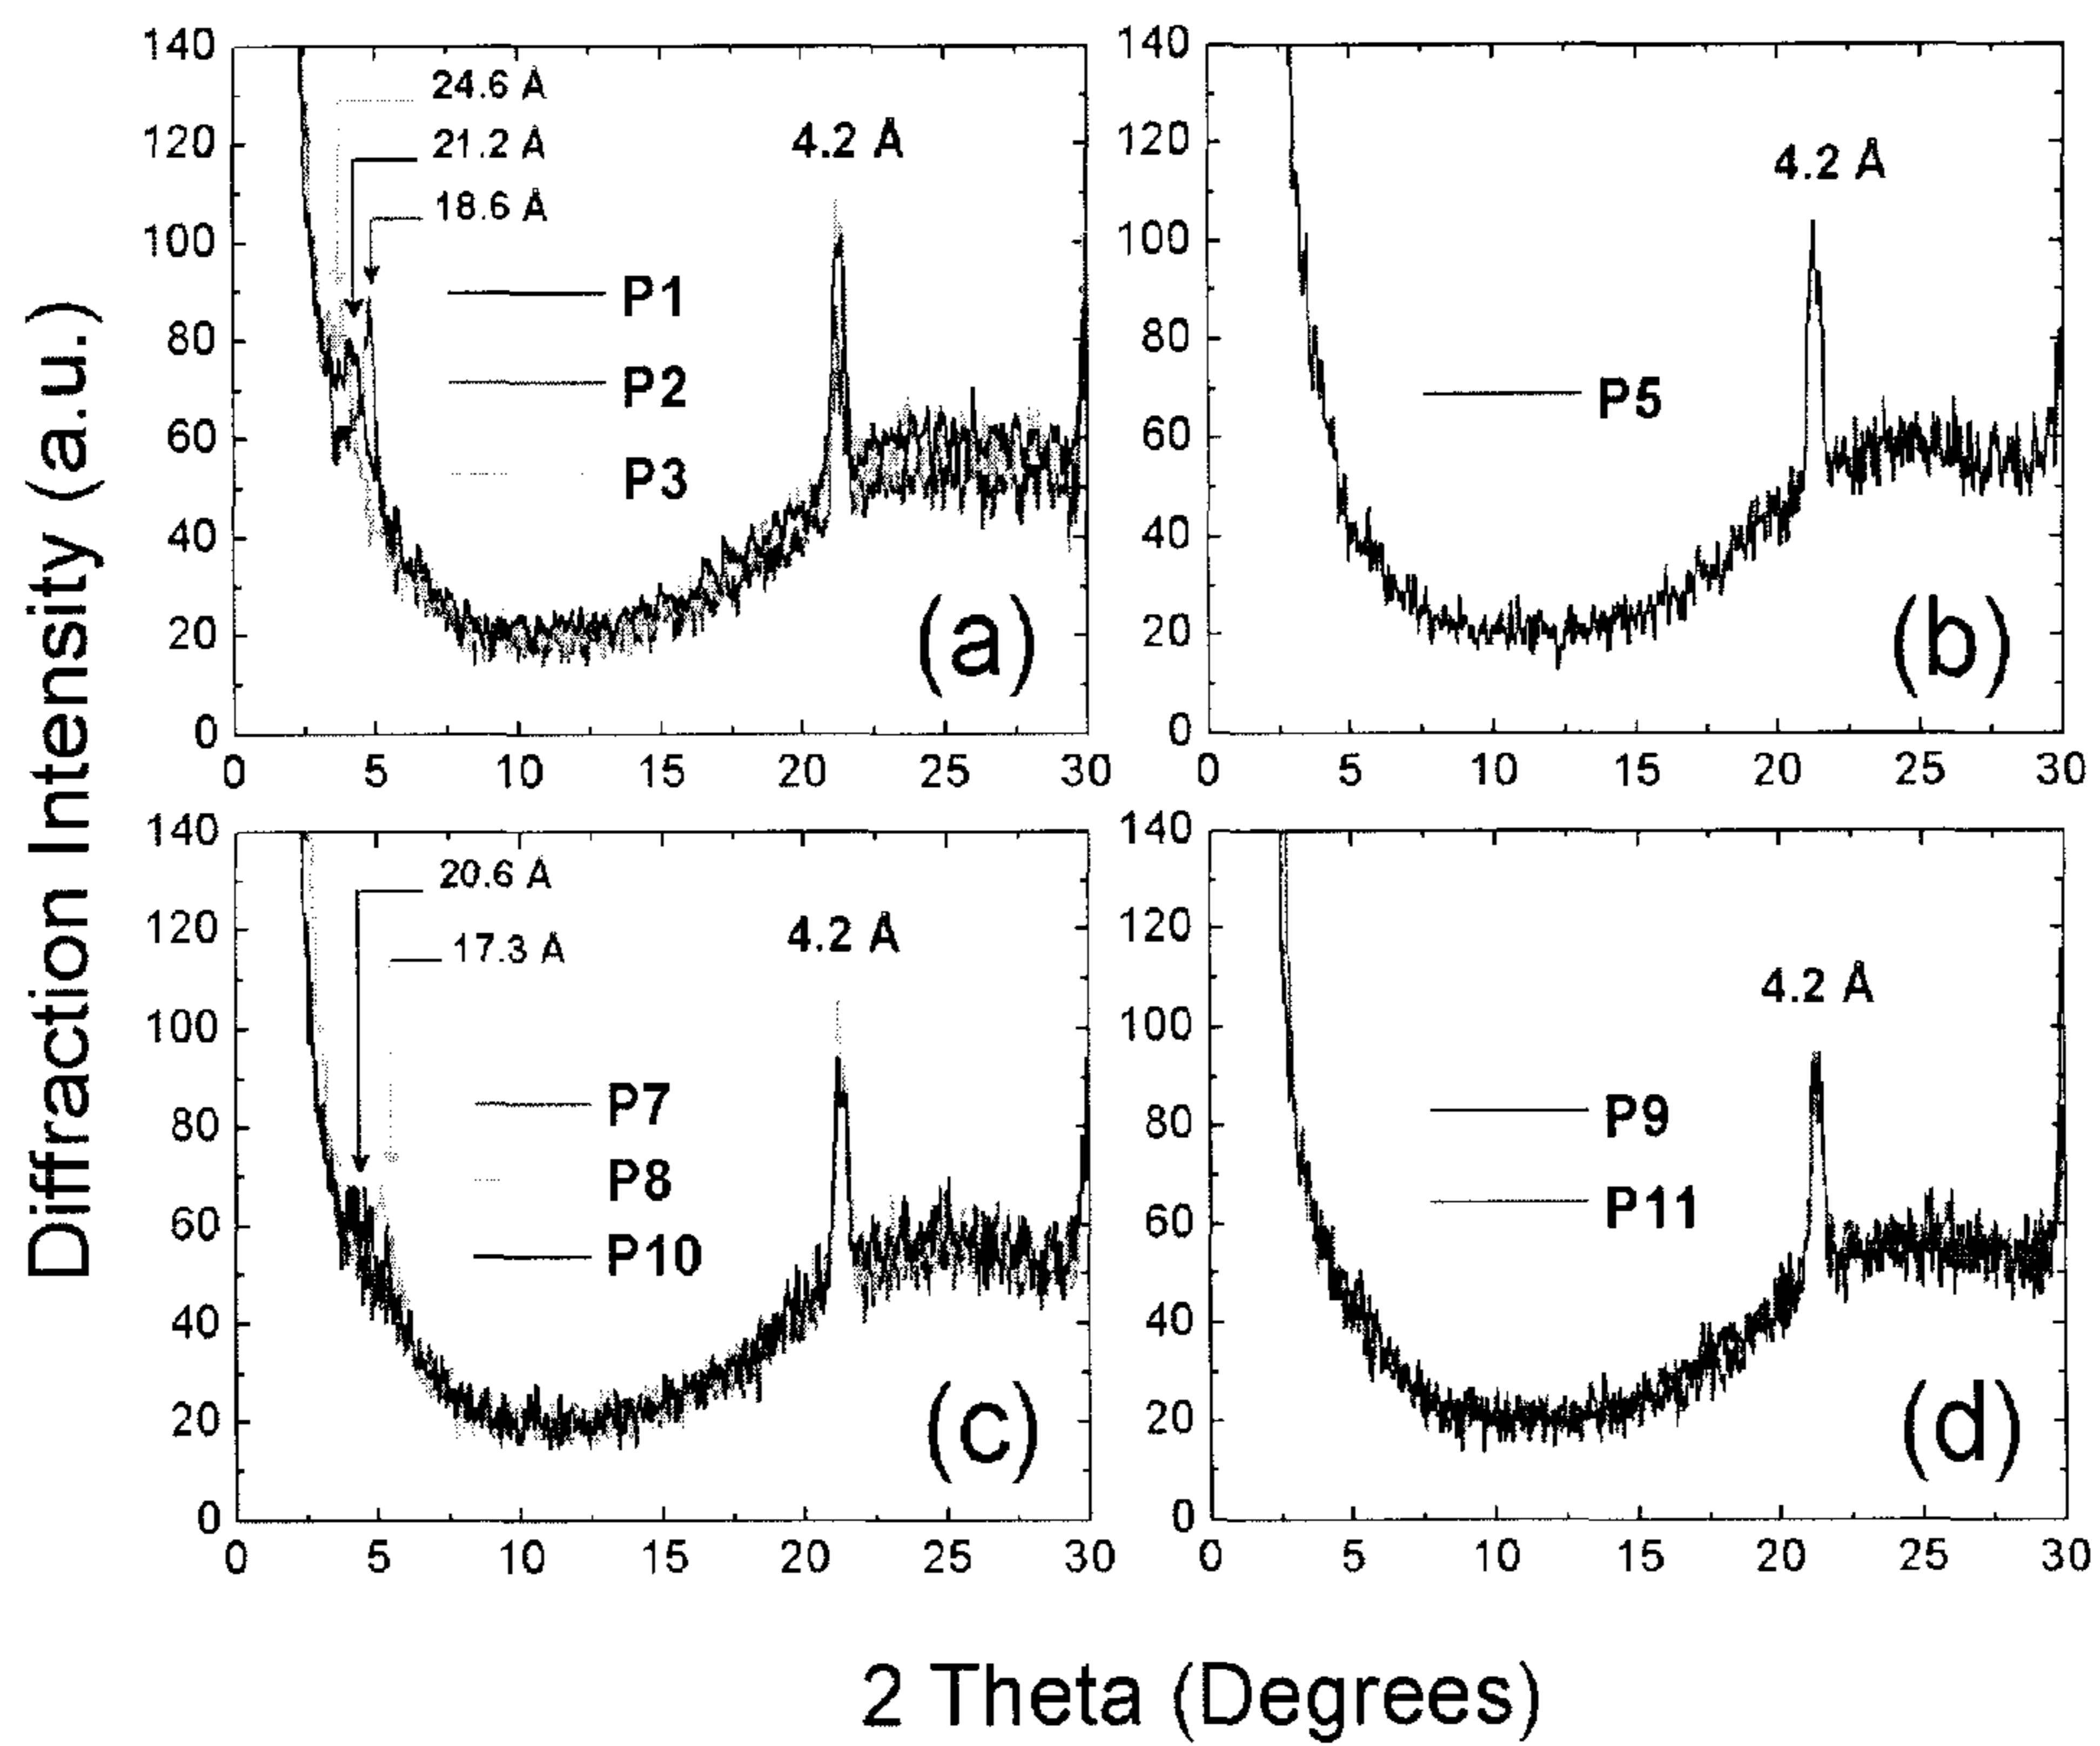 Diffraction Intensity (a.u.)
140
120
100
80
60
40
20
0
24.6 Å
21.2 Å
18.6 Å
4.2 Å
P1
P2
P3
(a)
0 5 10 15 20 25 30
140
120
100
80
60
40
20
0
4.2 Å
P5
(b)
0 5 10 15 20 25 30
140
120
100
80
60
40
20
0
20.6 Å
17.3 Å
4.2 Å
P7
P8
P10
(c)
0 5 10 15 20 25 30
140
120
100
80
60
40
20
0
4.2 Å
P9
P11
(d)
0 5 10 15 20 25 30
2 Theta (Degrees)